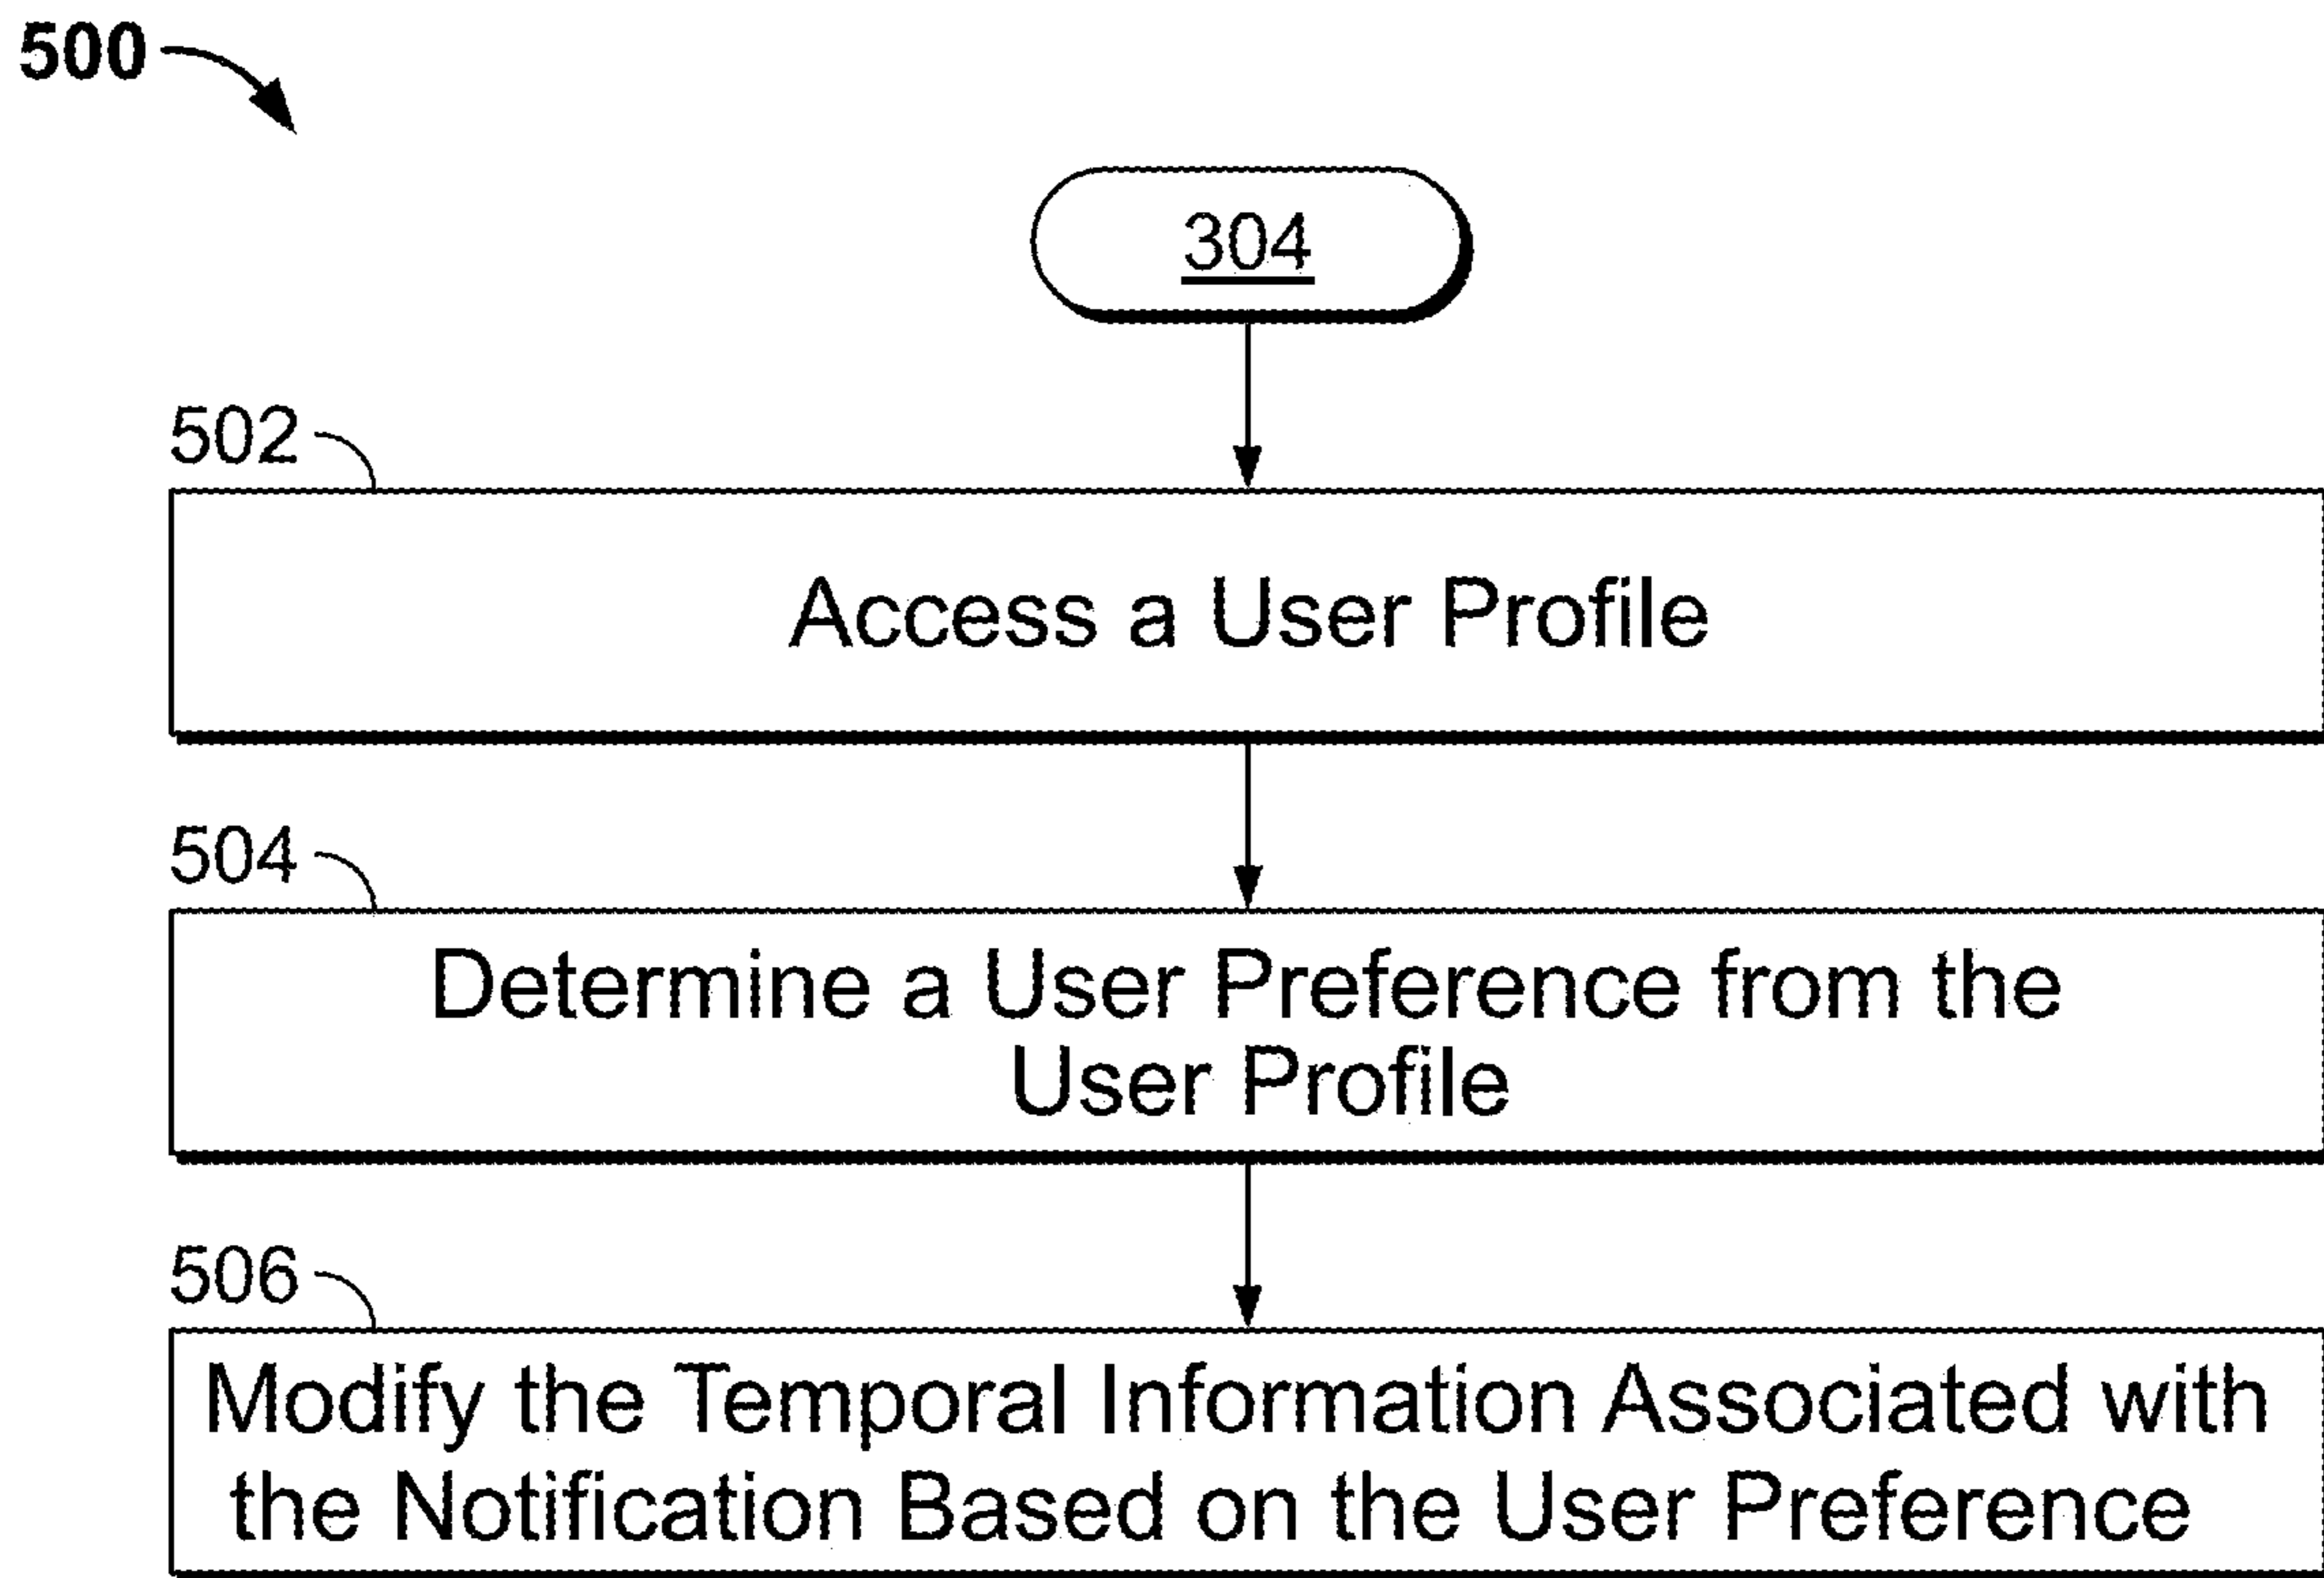 500
304
502
Access a User Profile
504
Determine a User Preference from the
User Profile
506
Modify the Temporal Information Associated with
the Notification Based on the User Preference